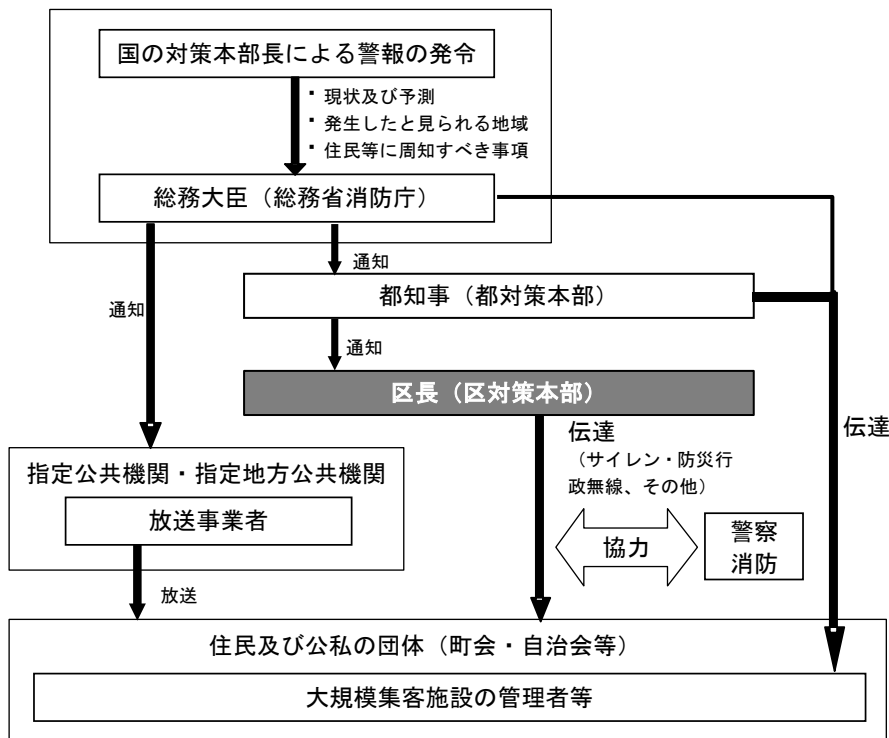 国の対策本部長による警報の発令
・現状及び予測
・発生したと見られる地域
・住民等に周知すべき事項
総務大臣（総務省消防庁）
通知
都知事（都対策本部）
通知
通知
区長（区対策本部）
伝達
（サイレン・防災行
政無線、その他）
伝達
指定公共機関・指定地方公共機関
放送事業者
協力
警察
消防
放送
住民及び公私の団体（町会・自治会等）
大規模集客施設の管理者等